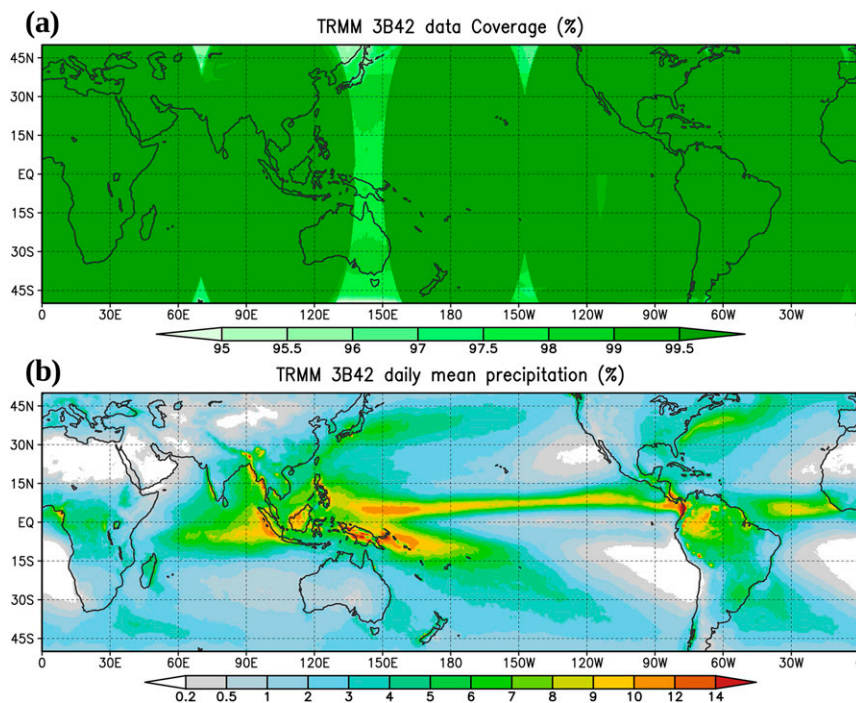 (a)
TRMM 3B42 data Coverage (%)
45N
30N
15N
EQ
15S
30S
45S
0 30E 60E 90E 120E 150E 180 150W 120W 90W 60W 30W
95 95.5 96 97 97.5 98 99 99.5
(b)
TRMM 3B42 daily mean precipitation (%)
45N
30N
15N
EQ
15S
30S
45S
0 30E 60E 90E 120E 150E 180 150W 120W 90W 60W 30W
0.2 0.5 1 2 3 4 5 6 7 8 9 10 12 14